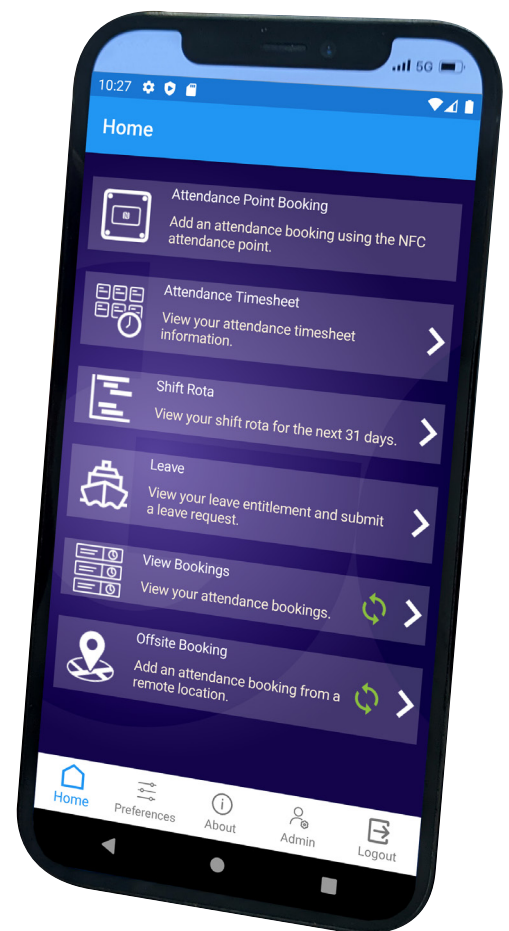 5G
10:27
Home
Attendance Point Booking
Add an attendance booking using the NFC
attendance point.
Attendance Timesheet
View your attendance timesheet
information.
Shift Rota
View your shift rota for the next 31 days.
Leave
View your leave entitlement and submit
a leave request.
View Bookings
View your attendance bookings.
Offsite Booking
Add an attendance booking from a
remote location.
Home
Preferences
About
Admin
Logout